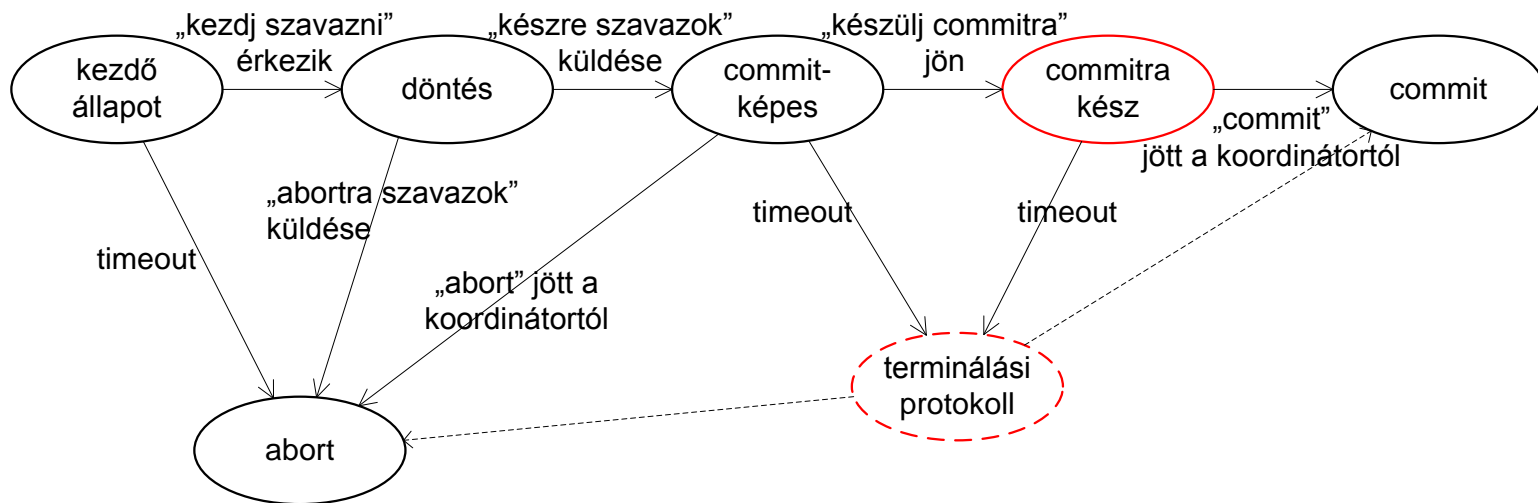 „kezdj szavazni”
érkezik
„készre szavazok”
küldése
„készülj commitra”
jön
kezdő
állapot
döntés
commit-
képes
commitra
kész
commit
„commit”
jött a koordinátortól
„abortra szavazok”
küldése
timeout
timeout
timeout
„abort” jött a
koordinátortól
terminálási
protokoll
abort